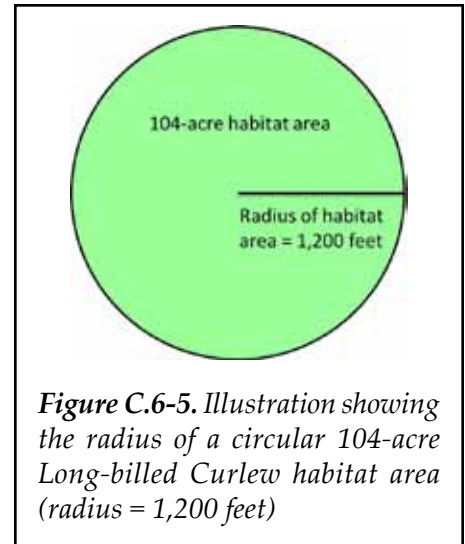 104-acre habitat area
Radius of habitat
area = 1,200 feet
Figure C.6-5. Illustration showing
the radius of a circular 104-acre
Long-billed Curlew habitat area
(radius = 1,200 feet)